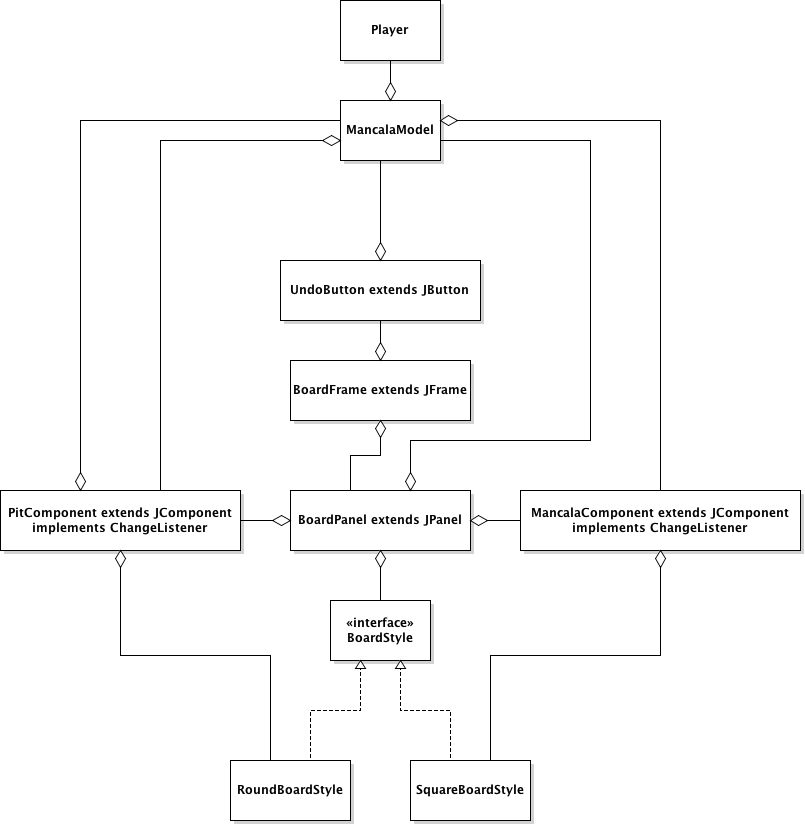 Player
MancalaModel
UndoButton extends JButton
BoardFrame extends JFrame
PitComponent extends JComponent
implements ChangeListener
BoardPanel extends JPanel
MancalaComponent extends JComponent
implements ChangeListener
«interface»
BoardStyle
RoundBoardStyle
SquareBoardStyle